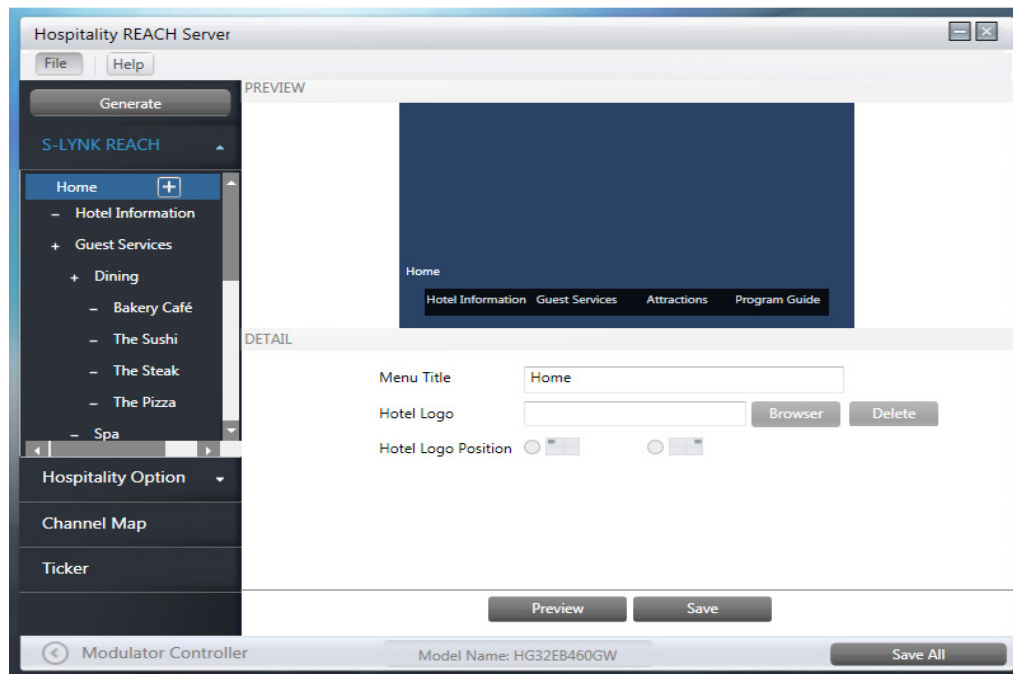 Hospitality REACH Server
File Help
Generate
S-LYNK REACH
Home
Hotel Information
Guest Services
Dining
Bakery Café
The Sushi
The Steak
The Pizza
Spa
Hospitality Option
Channel Map
Ticker
PREVIEW
Home
Hotel Information Guest Services Attractions Program Guide
DETAIL
Menu Title Home
Hotel Logo Browser Delete
Hotel Logo Position
Preview Save
Modulator Controller Model Name: HG32EB460GW Save All